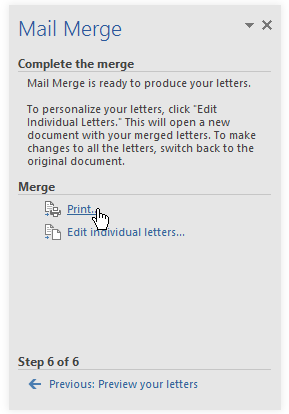 Mail Merge
Complete the merge
Mail Merge is ready to produce your letters.
To personalize your letters, click "Edit
Individual Letters." This will open a new
document with your merged letters. To make
changes to all the letters, switch back to the
original document.
Merge
Print...
Edit individual letters...
Step 6 of 6
Previous: Preview your letters